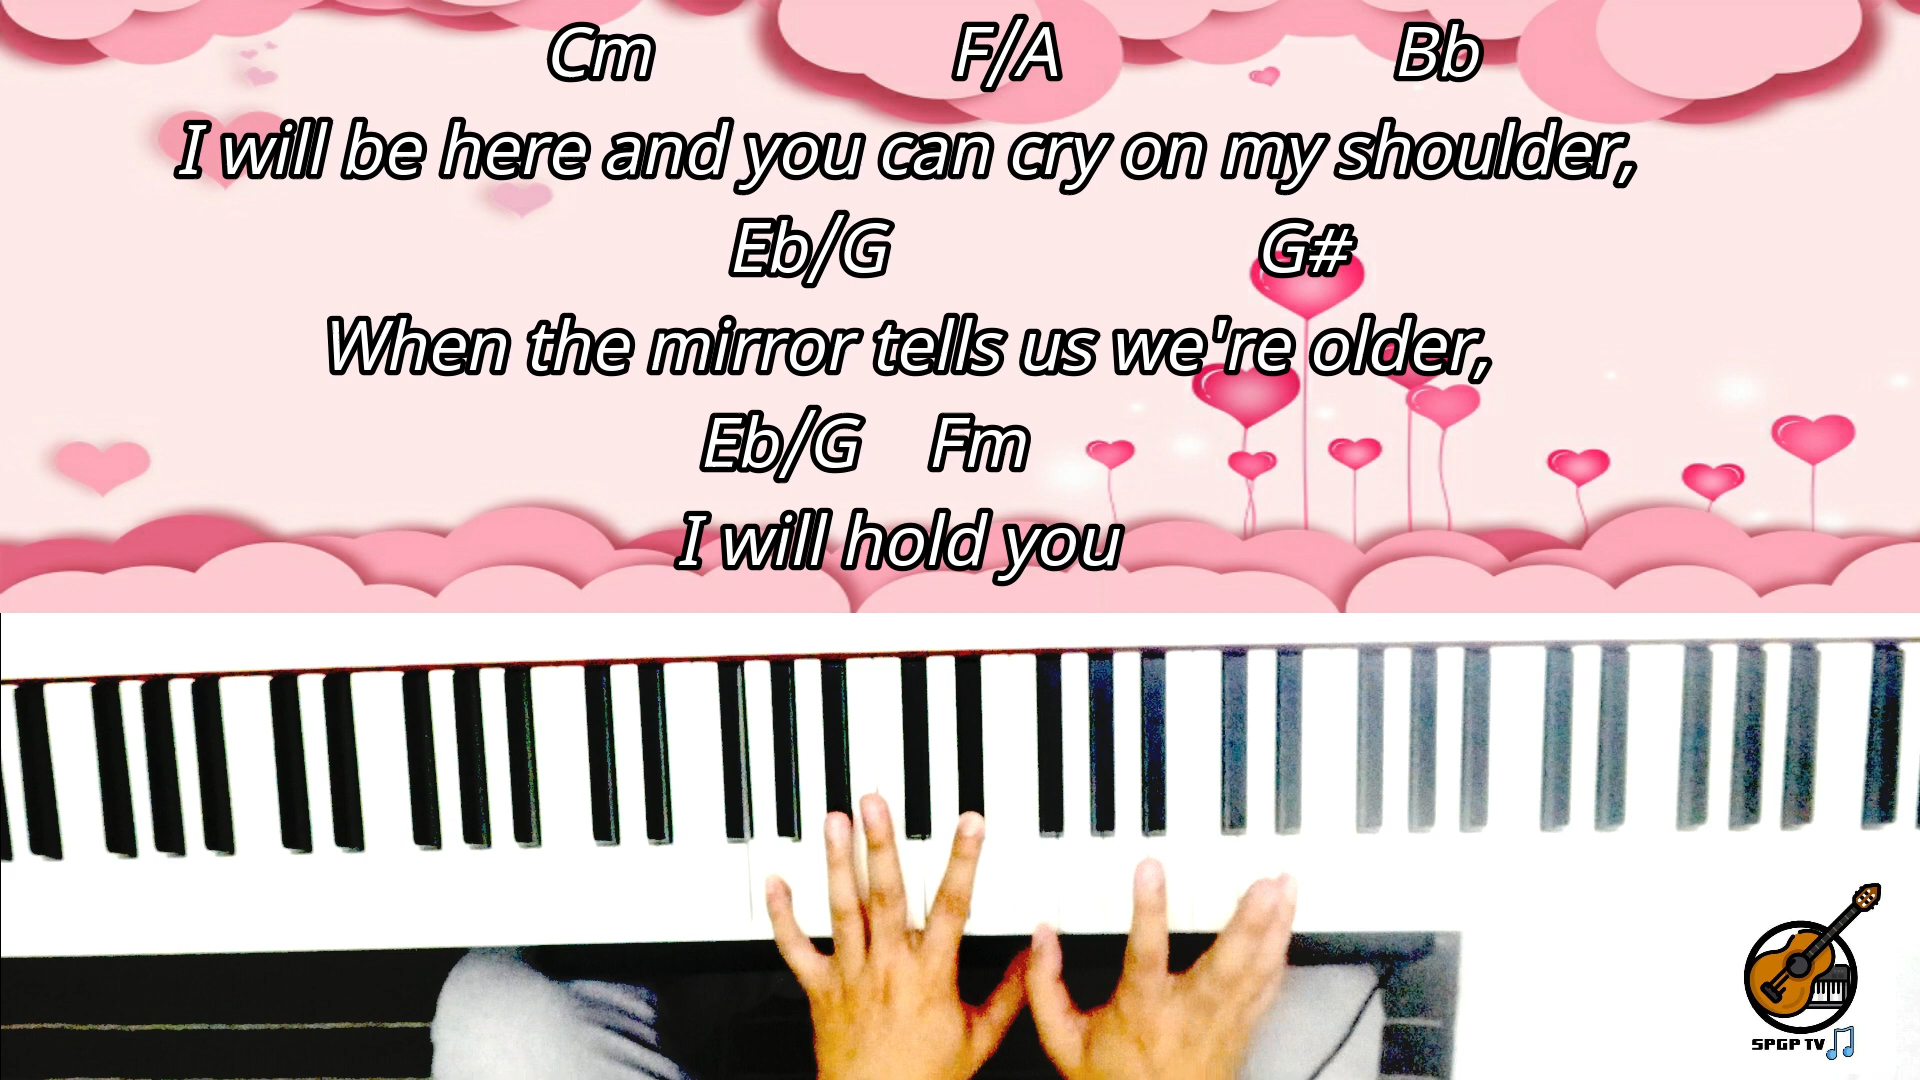 Cm F/A Bb
I will be here and you can cry on my shoulder,
Eb/G G#
When the mirror tells us we're older,
Eb/G Fm
I will hold you
SPGP TV